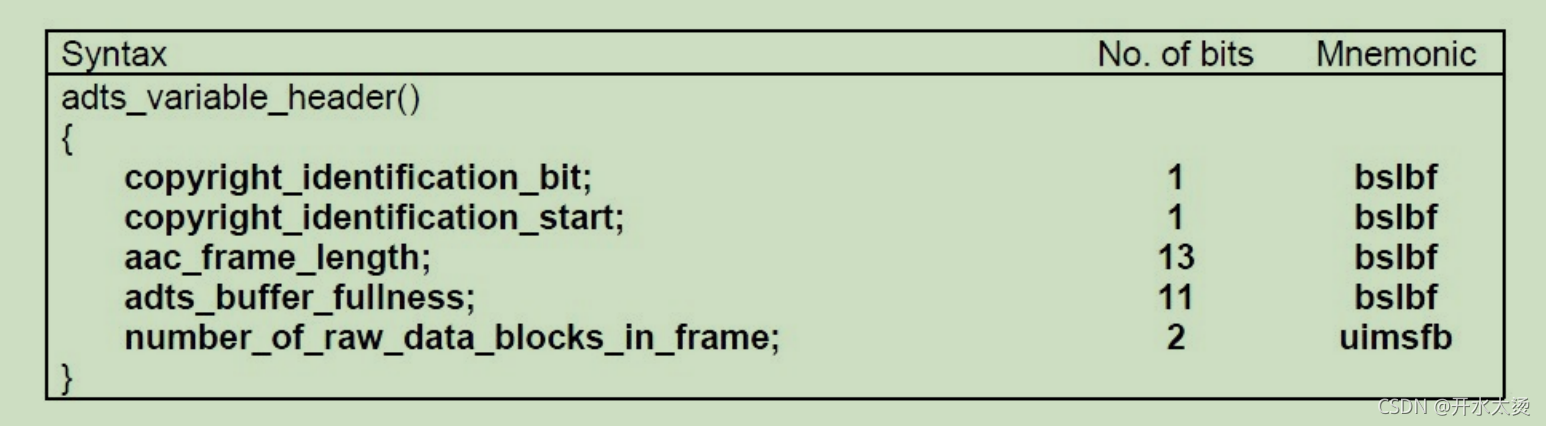 Syntax No. of bits Mnemonic
adts_variable_header()
{
copyright_identification_bit; 1 bslbf
copyright_identification_start; 1 bslbf
aac_frame_length; 13 bslbf
adts_buffer_fullness; 11 bslbf
number_of_raw_data_blocks_in_frame; 2 uimsfb
}
CSDN @开水太烫